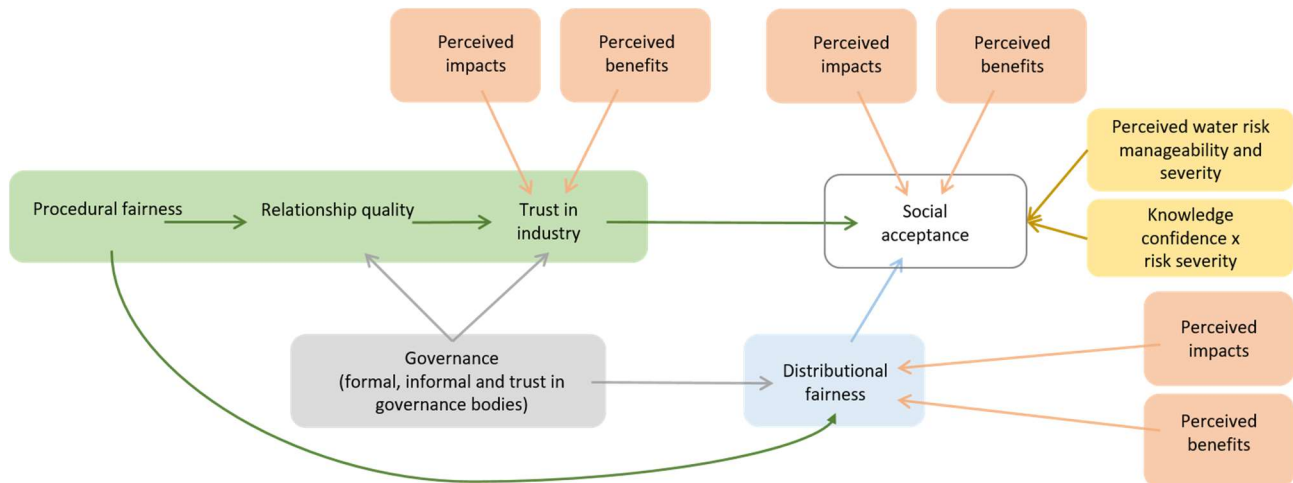 Perceived
impacts
Perceived
benefits
Perceived
impacts
Perceived
benefits
Perceived water risk
manageability and
severity
Procedural fairness
Relationship quality
Trust in
industry
Social
acceptance
Knowledge
confidence x
risk severity
Governance
(formal, informal and trust in
governance bodies)
Distributional
fairness
Perceived
impacts
Perceived
benefits